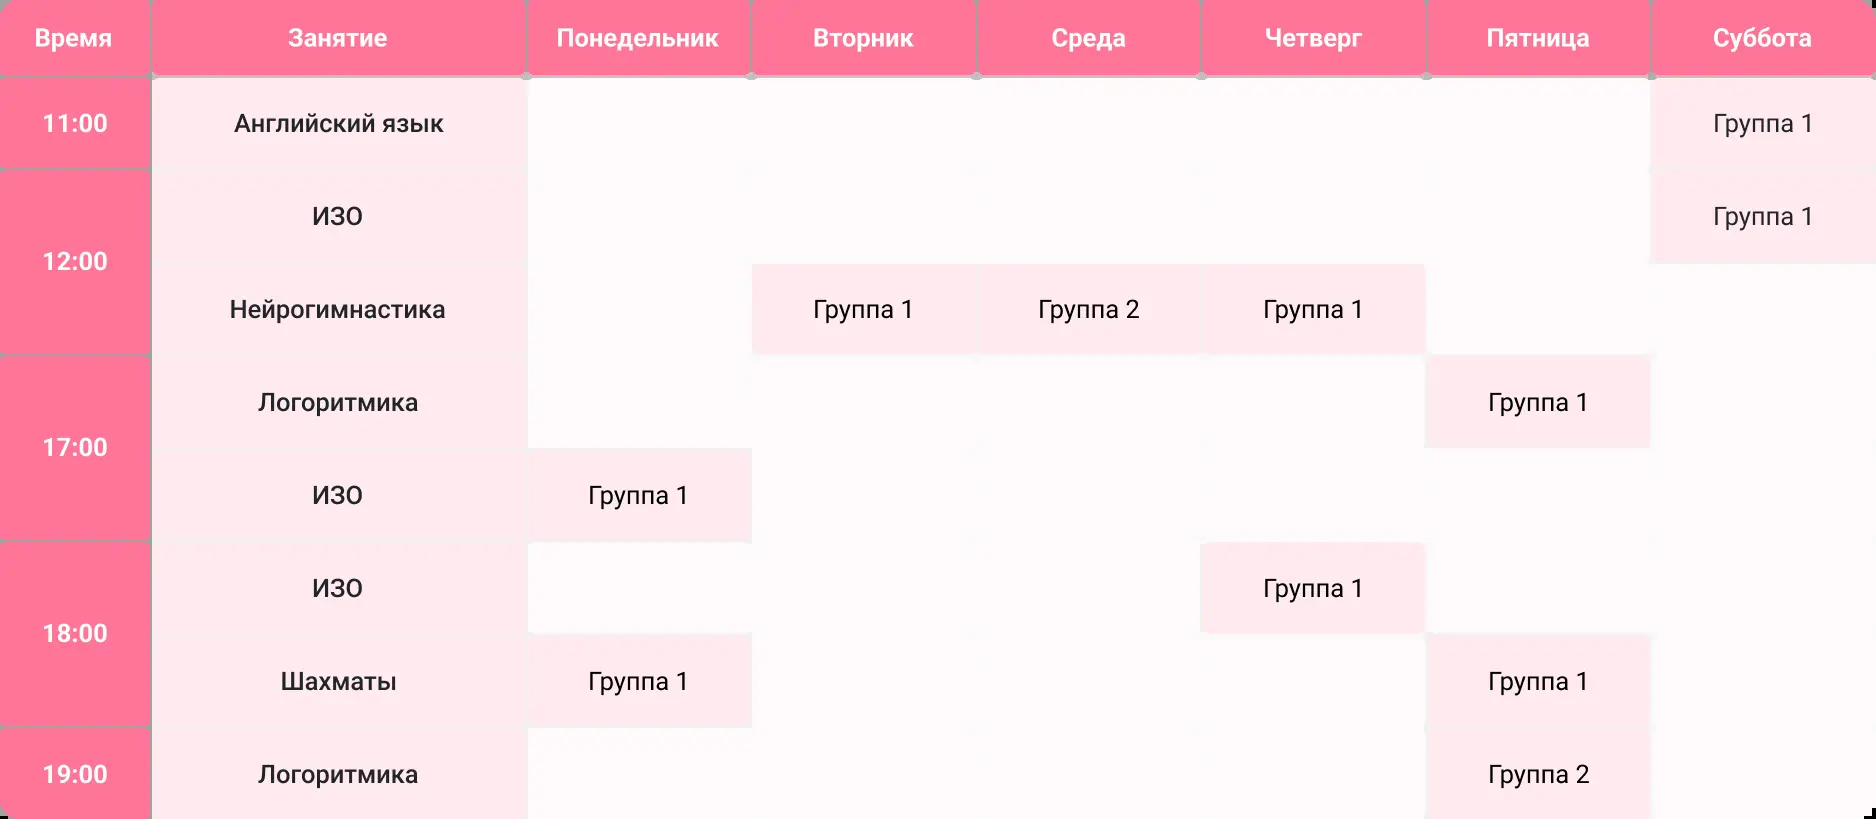 Время Занятие Понедельник Вторник Среда Четверг Пятница Суббота
11:00 Английский язык Группа 1
12:00 ИЗО Группа 1
Нейрогимнастика Группа 1 Группа 2 Группа 1
17:00 Логоритмика Группа 1
ИЗО Группа 1
18:00 ИЗО Группа 1
Шахматы Группа 1 Группа 1
19:00 Логоритмика Группа 2